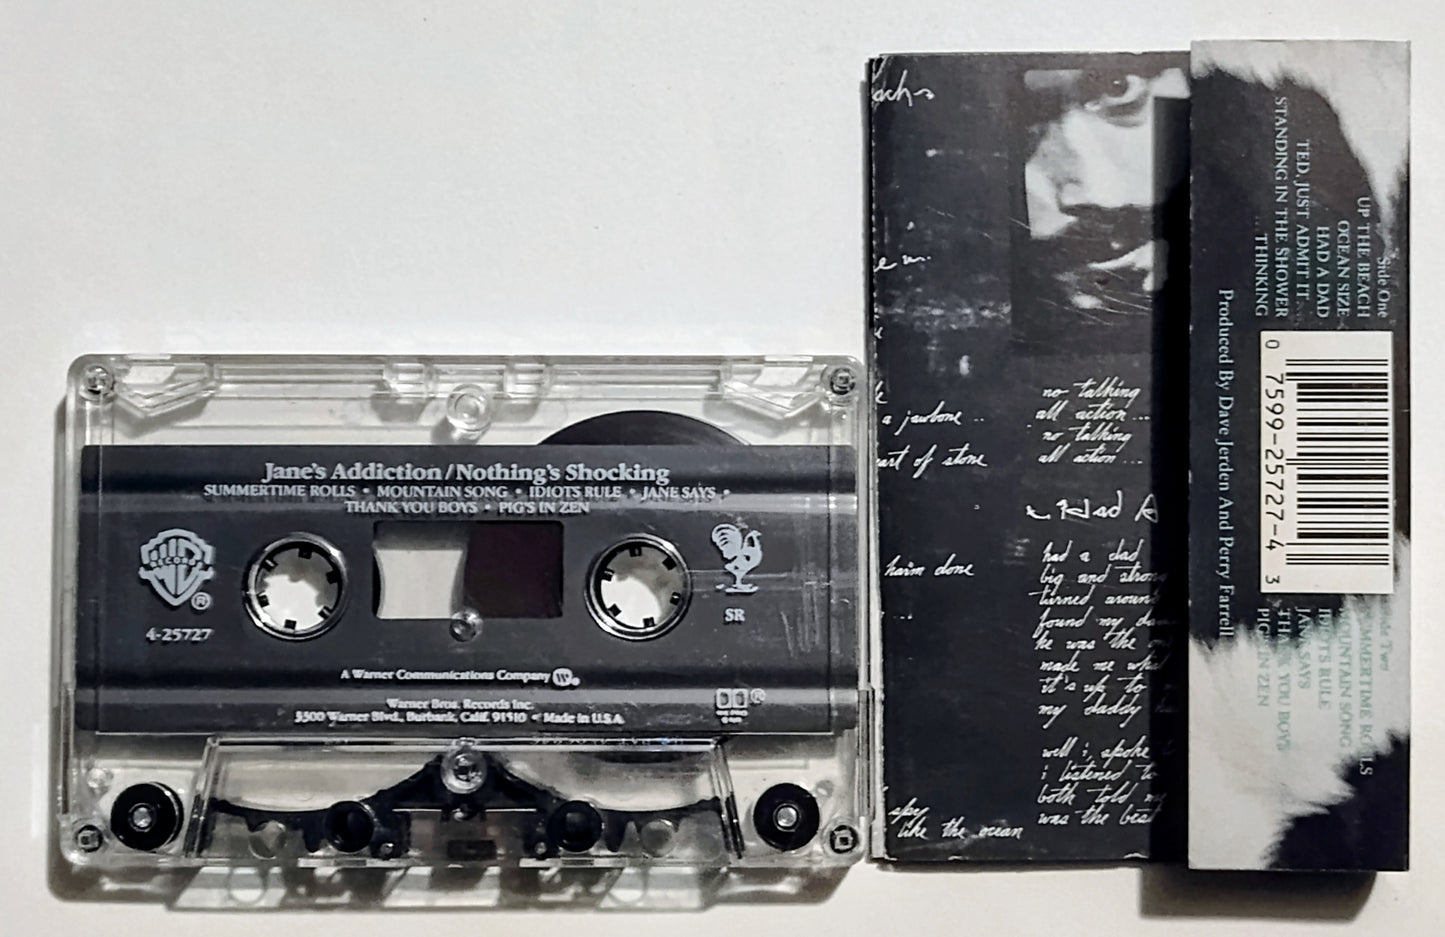 Jane's Addiction/Nothing's Shocking
SUMMERTIME ROLLS • MOUNTAIN SONG • IDIOTS RULE • JANE SAYS •
THANK YOU BOYS • PIG'S IN ZEN
RECORDS
®
4-25727
SR
A Warner Communications Company
Warner Bros. Records Inc.
3300 Warner Blvd., Burbank, Calif. 91510 • Made in U.S.A.
®
a jawbone ..
art of stone
harm done
...
like the ocean
no talking
all action ...
no talking
all action ...
Had A
had a dad
big and strong
turned around
found my
he was the
made me
it's up to
my daddy
well i, spoke
i listened to
both told my
was the best
Side One
UP THE BEACH
OCEAN SIZE
HAD A DAD
TED, JUST ADMIT IT...
STANDING IN THE SHOWER
... THINKING
Side Two
SUMMERTIME ROLLS
MOUNTAIN SONG
IDIOTS RULE
JANE SAYS
THANK YOU BOYS
PIG'S IN ZEN
0 7599-25727-4 3
Produced By Dave Jerden And Perry Farrell